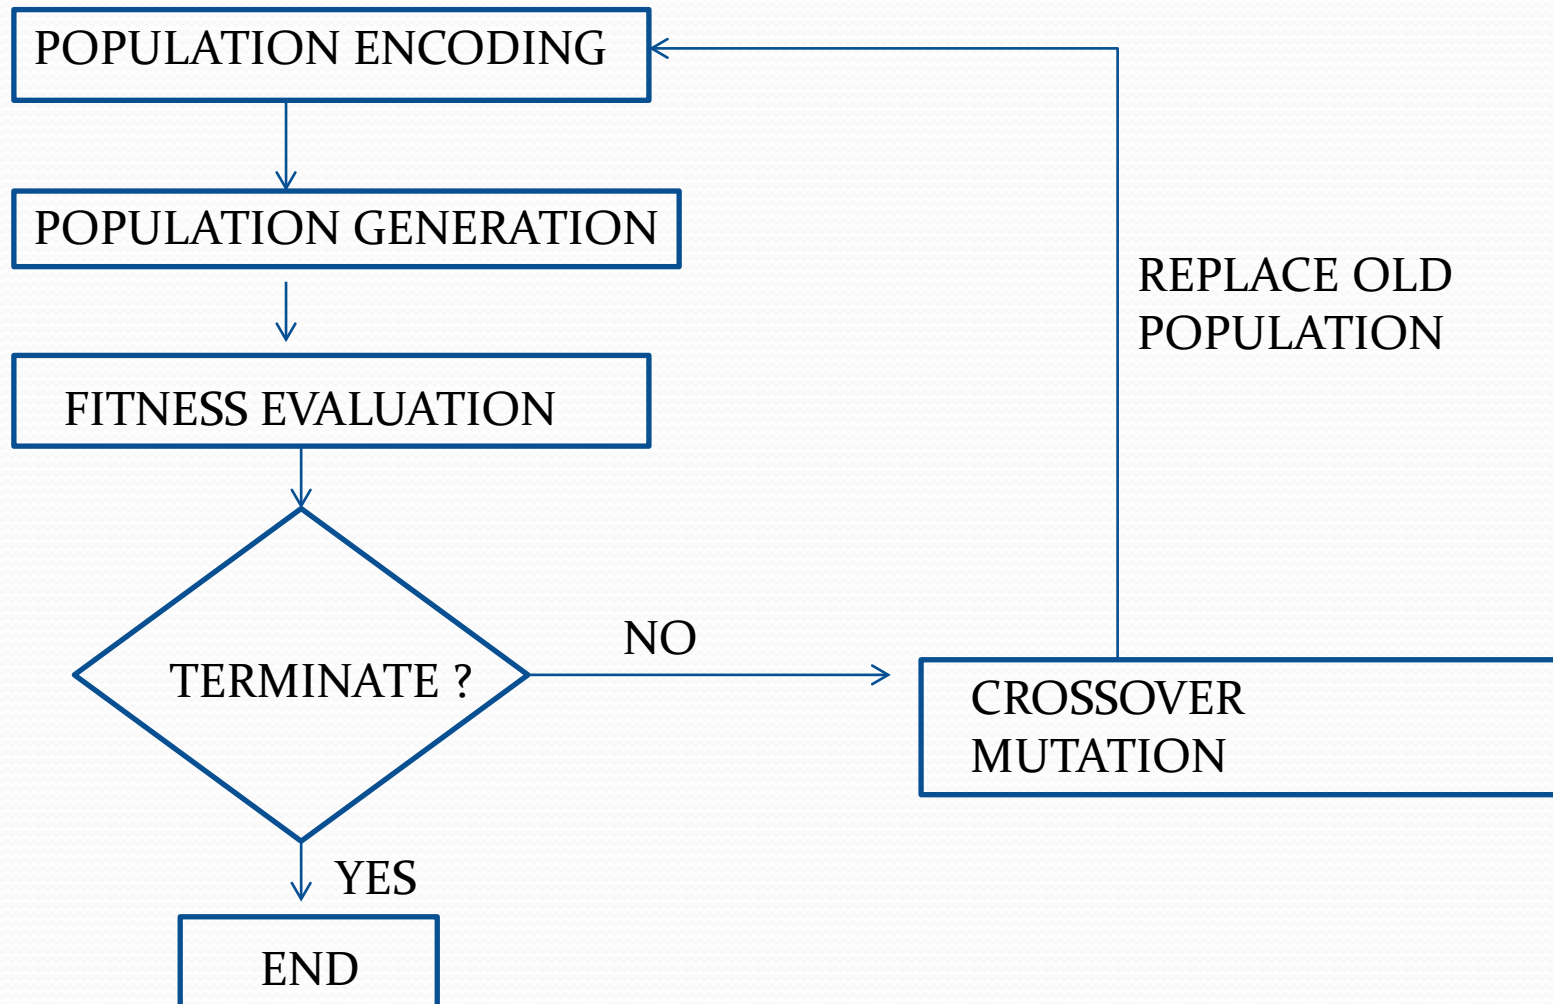 POPULATION ENCODING
POPULATION GENERATION
REPLACE OLD
POPULATION
FITNESS EVALUATION
NO
TERMINATE ?
CROSSOVER
MUTATION
YES
END